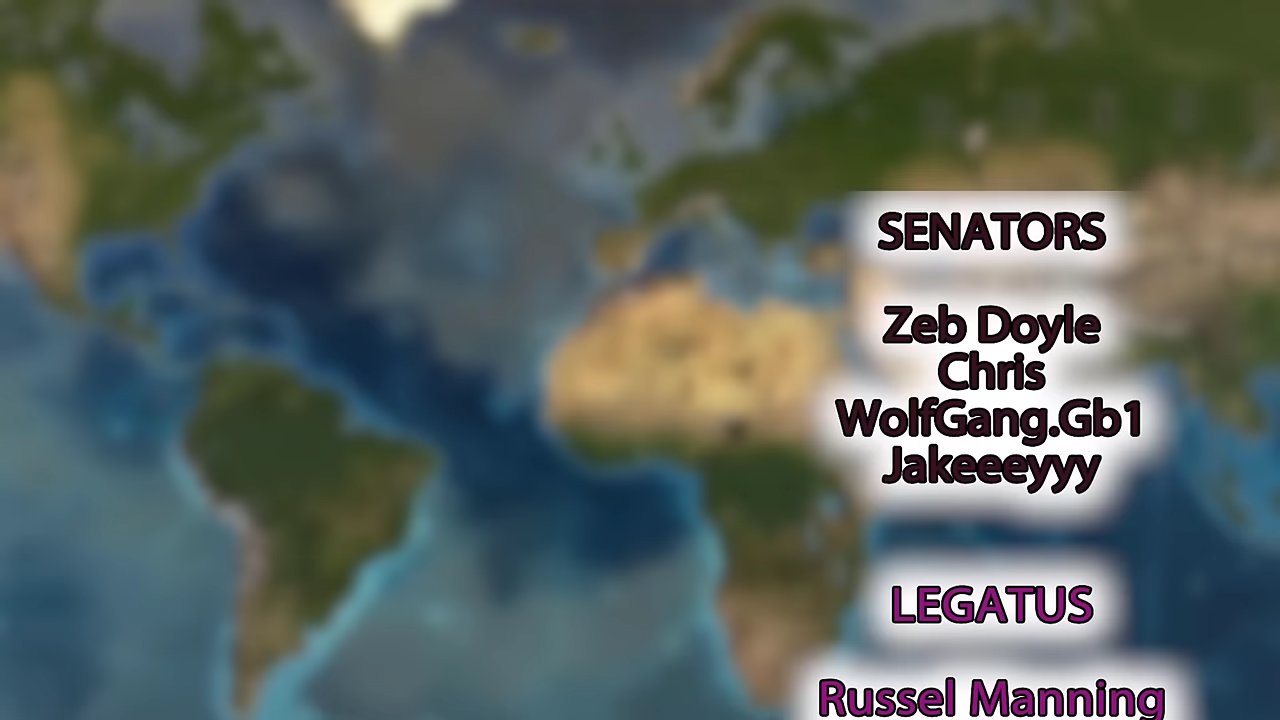 SENATORS
Zeb Doyle
Chris
WolfGang.Gb1
Jakeeeyyy
LEGATUS
Russel Manning